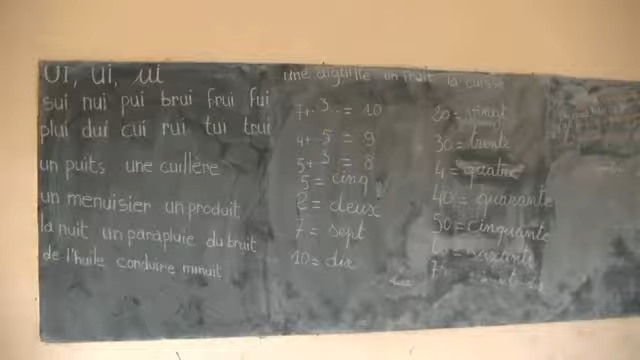 UI, ui, ui
sui nui pui brui frui fui
plui dui cui rui tui trui
un puits une cuillère
un menuisier un produit
la nuit un parapluie du bruit
de l'huile conduire minuit
une aiguille un fruit la cuisse
7+ 3 = 10
4+ 5 = 9
5+ 3 = 8
5 = cinq
2 = deux
7 = sept
10 = dix
20 = vingt
30 = trente
4 = quatre
40 = quarante
50 = cinquante
= soixante